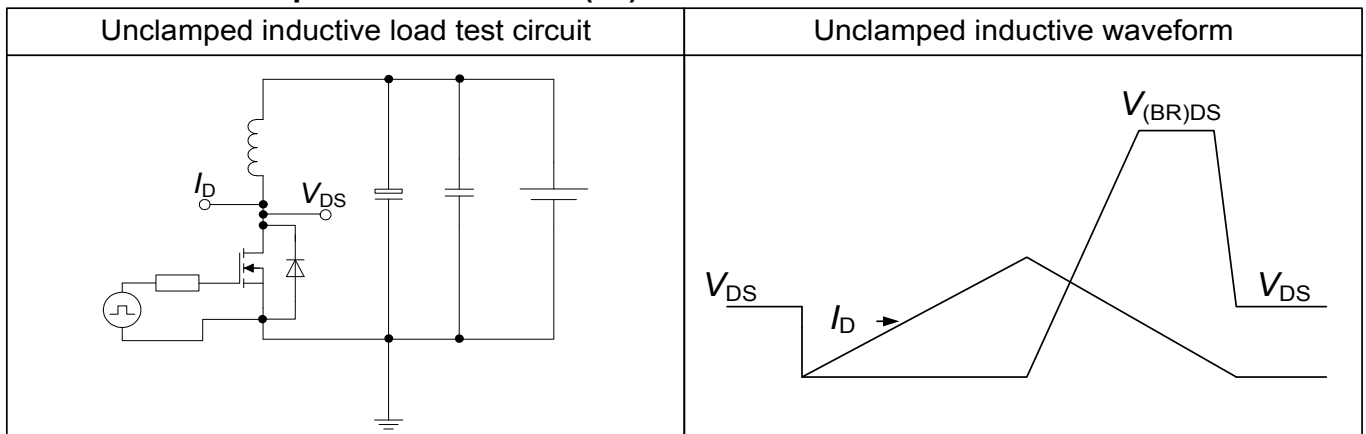 Unclamped inductive load test circuit
Unclamped inductive waveform
V(BR)DS
ID
VDS
VDS
ID
VDS